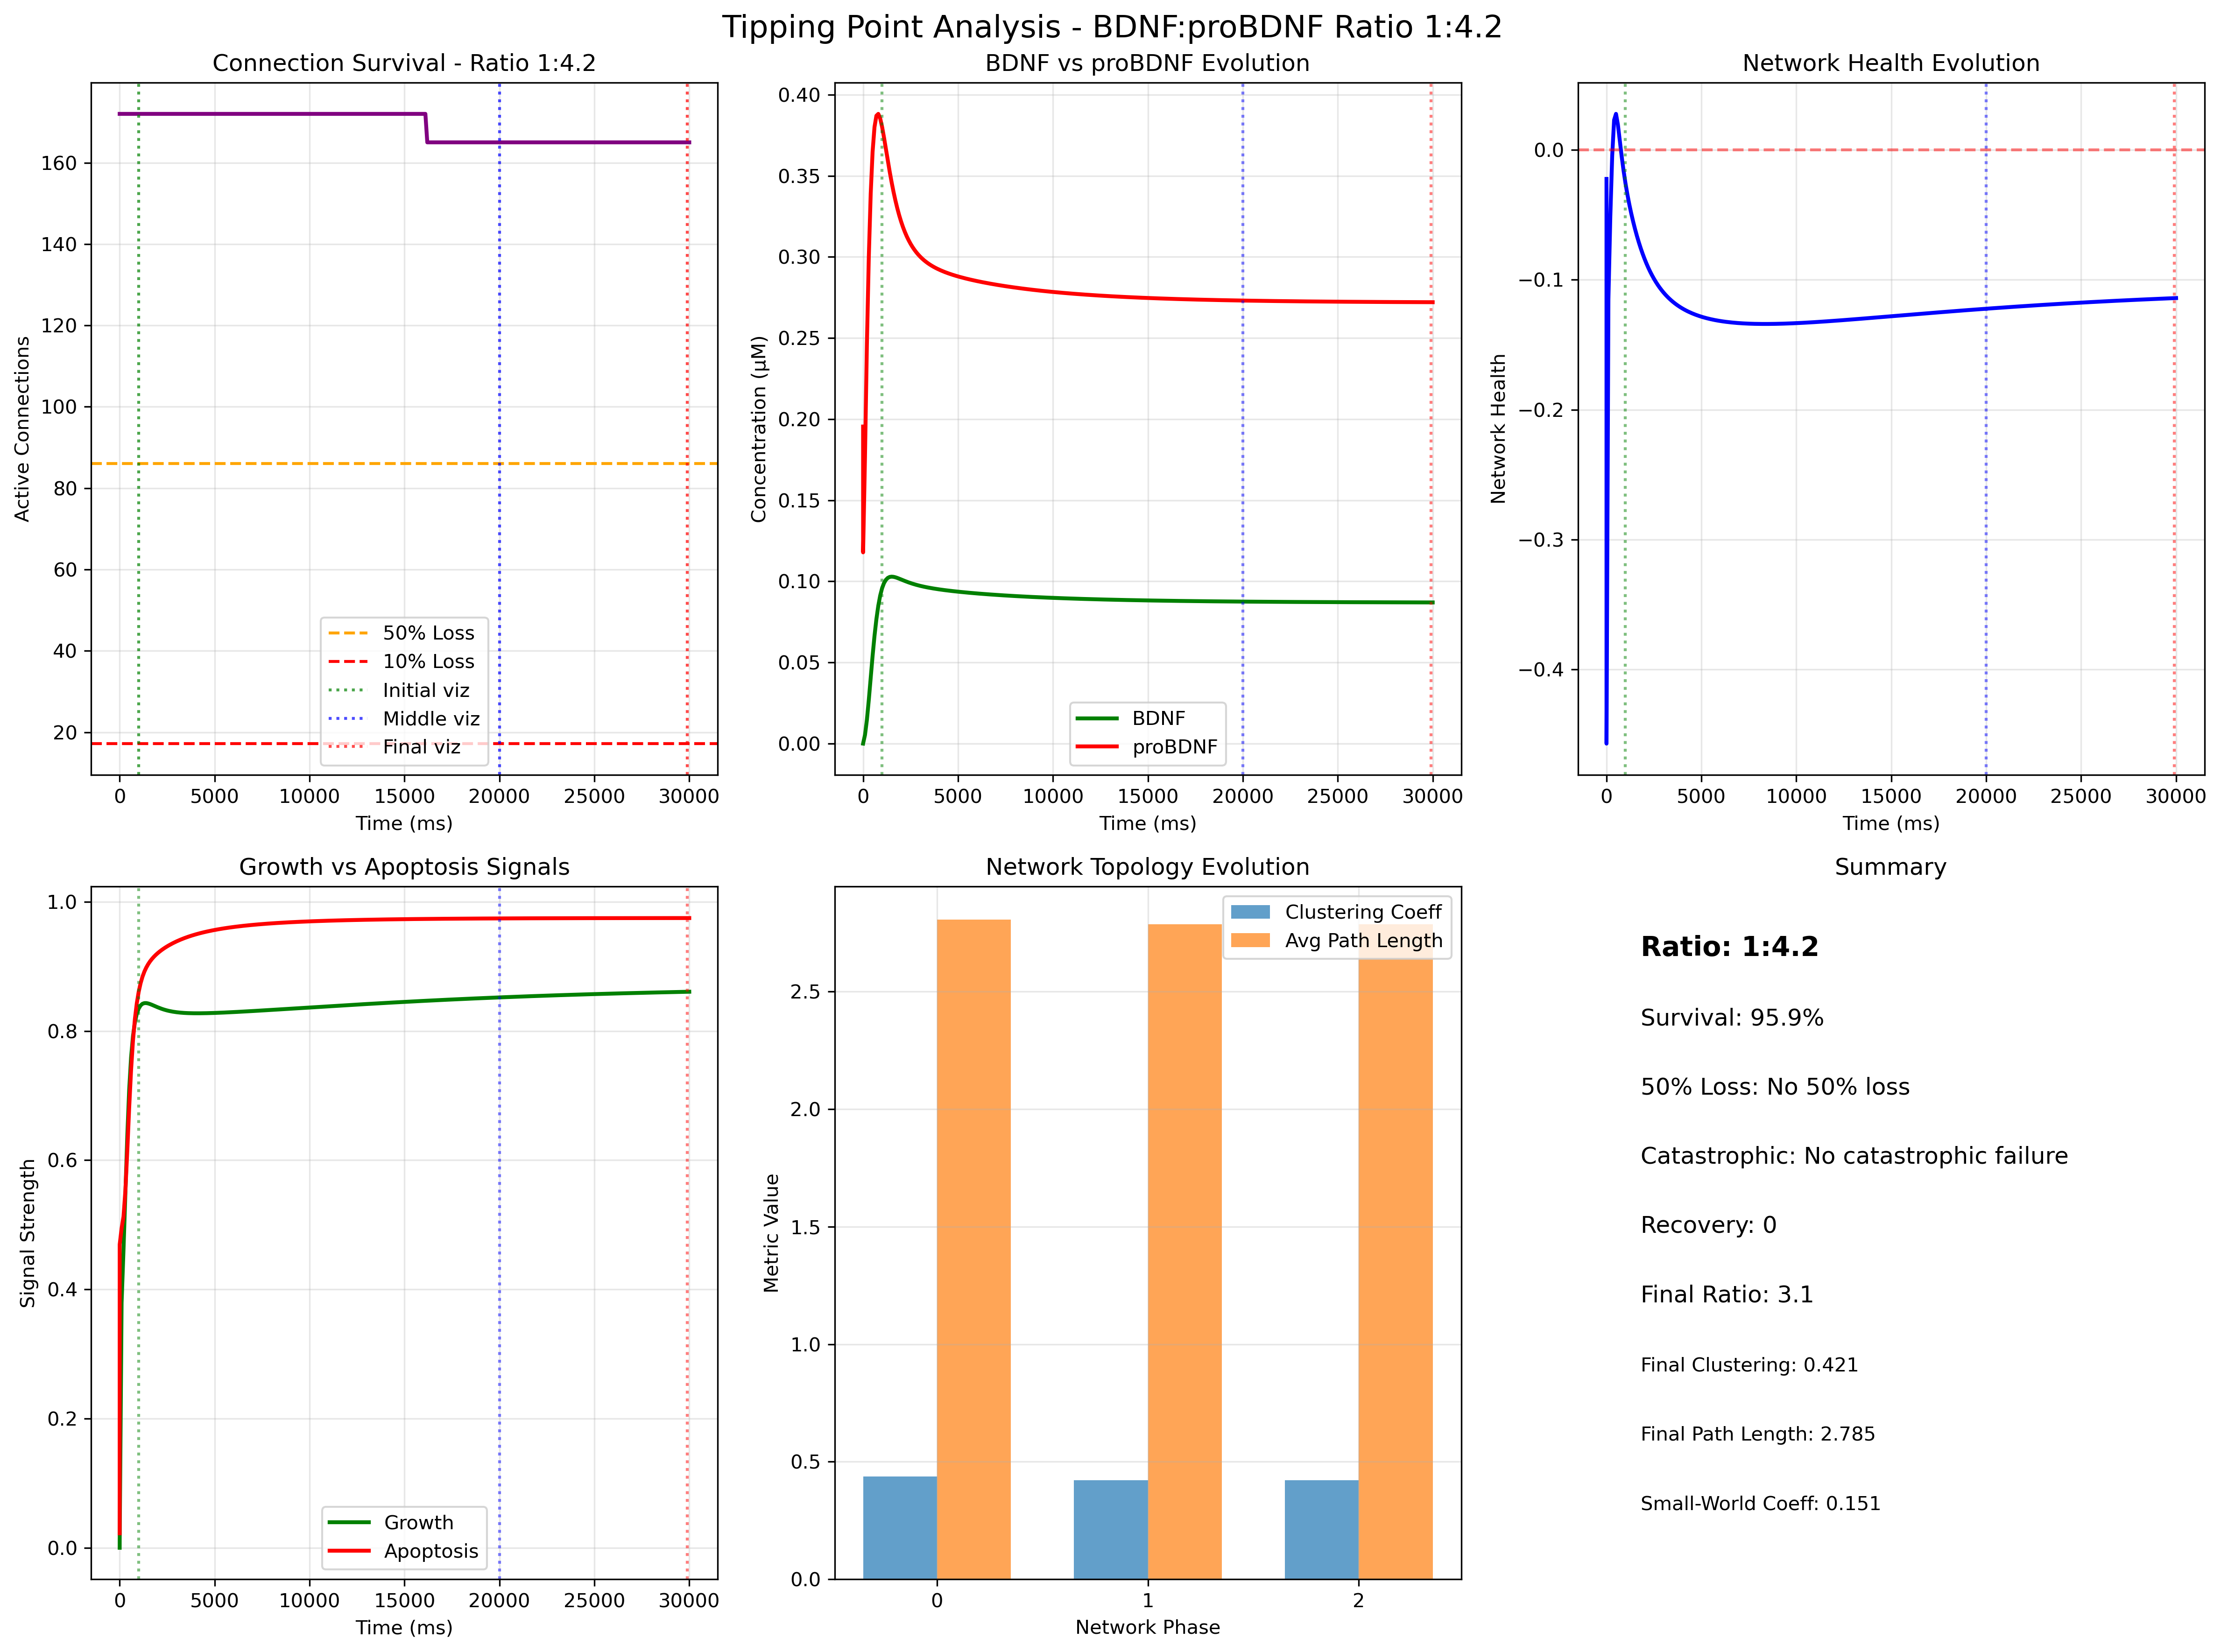 Tipping Point Analysis - BDNF:proBDNF Ratio 1:4.2
Connection Survival - Ratio 1:4.2
Active Connections
160
140
120
100
80
60
40
20
50% Loss
10% Loss
Initial viz
Middle viz
Final viz
0 5000 10000 15000 20000 25000 30000
Time (ms)
BDNF vs proBDNF Evolution
Concentration (μM)
0.40
0.35
0.30
0.25
0.20
0.15
0.10
0.05
0.00
BDNF
proBDNF
0 5000 10000 15000 20000 25000 30000
Time (ms)
Network Health Evolution
Network Health
0.0
−0.1
−0.2
−0.3
−0.4
0 5000 10000 15000 20000 25000 30000
Time (ms)
Growth vs Apoptosis Signals
Signal Strength
1.0
0.8
0.6
0.4
0.2
0.0
Growth
Apoptosis
0 5000 10000 15000 20000 25000 30000
Time (ms)
Network Topology Evolution
Metric Value
2.5
2.0
1.5
1.0
0.5
0.0
Clustering Coeff
Avg Path Length
0 1 2
Network Phase
Summary
Ratio: 1:4.2
Survival: 95.9%
50% Loss: No 50% loss
Catastrophic: No catastrophic failure
Recovery: 0
Final Ratio: 3.1
Final Clustering: 0.421
Final Path Length: 2.785
Small-World Coeff: 0.151